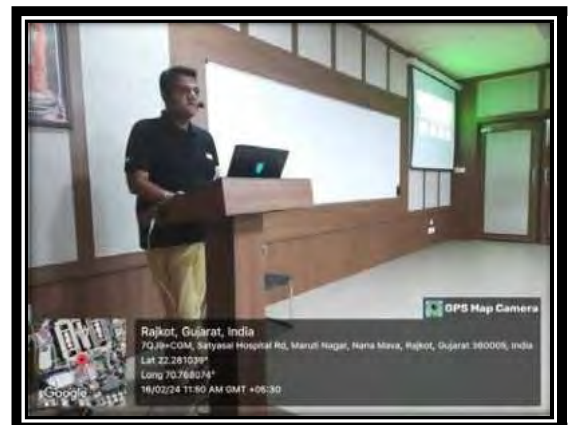 GPS Map Camera
Rajkot, Gujarat, India
7QJ9+CGM, Satyasai Hospital Rd, Maruti Nagar, Nana Mava, Rajkot, Gujarat 360005, India
Lat 22.281039°
Long 70.768074°
16/02/24 11:50 AM GMT +05:30
Google